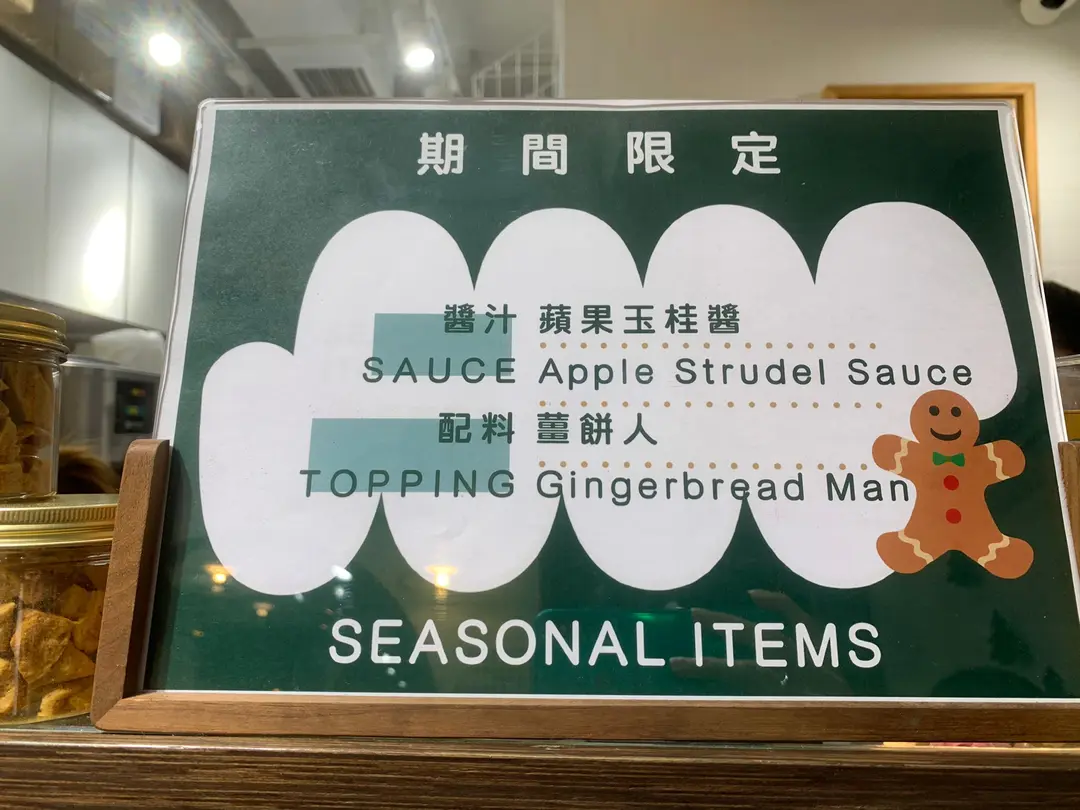 期間限定
醬汁 蘋果玉桂醬
SAUCE Apple Strudel Sauce
配料 薑餅人
TOPPING Gingerbread Man
SEASONAL ITEMS